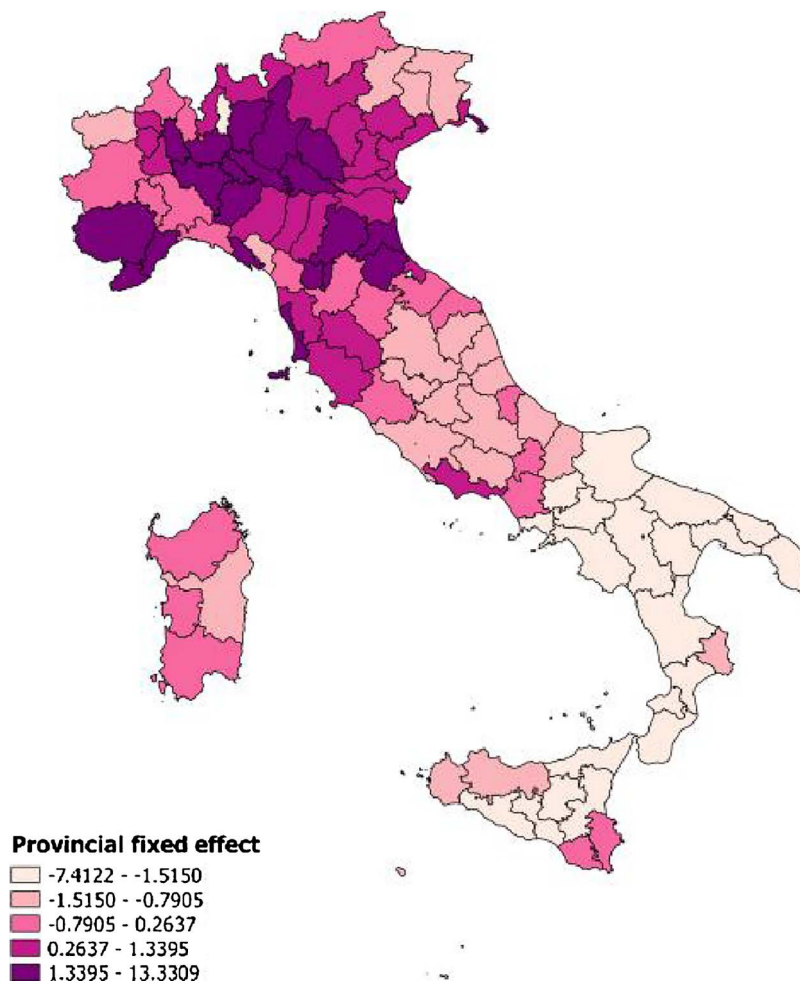 Provincial fixed effect
-7.4122 - -1.5150
-1.5150 - -0.7905
-0.7905 - 0.2637
0.2637 - 1.3395
1.3395 - 13.3309